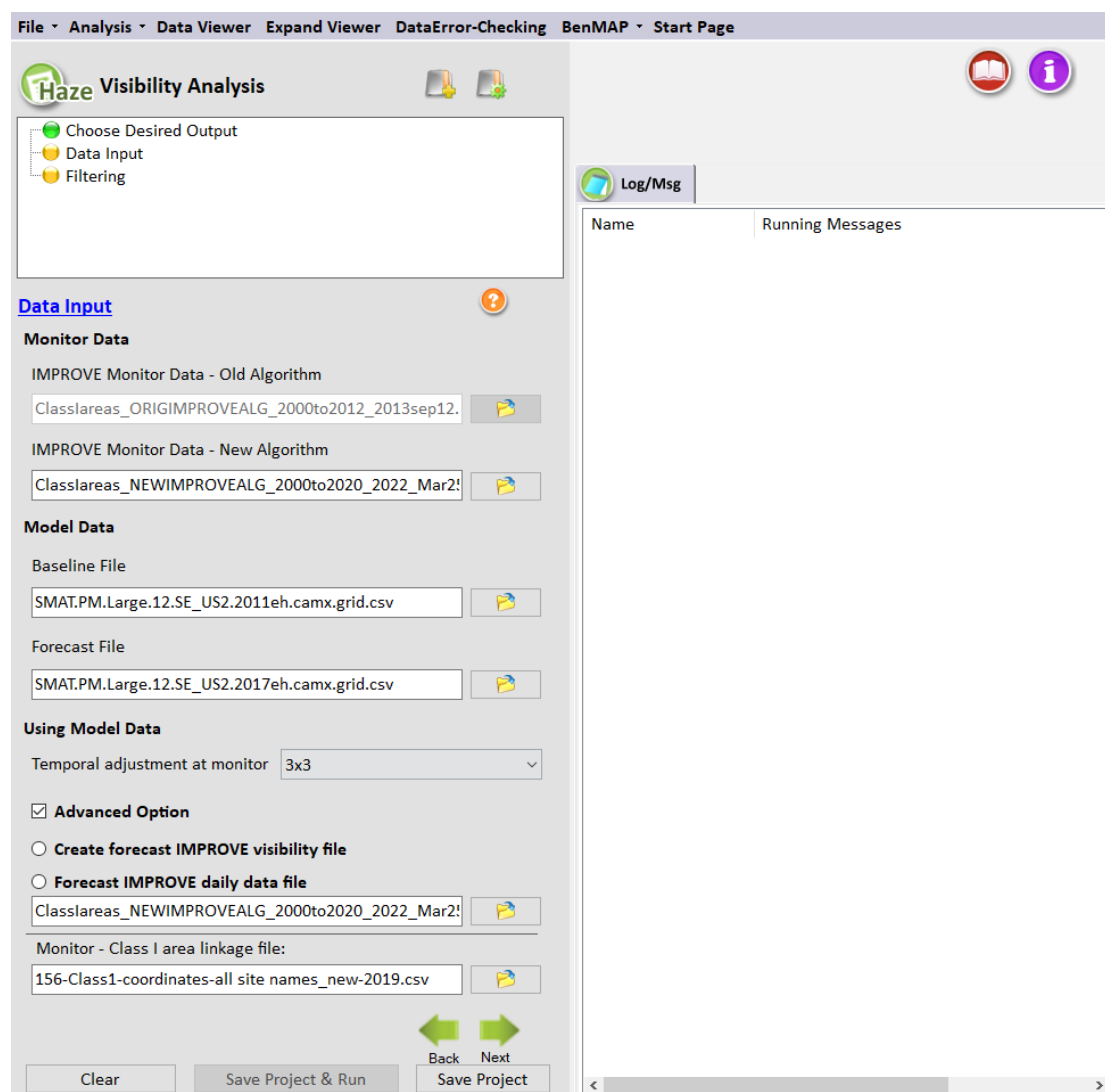 File Analysis Data Viewer Expand Viewer DataError-Checking BenMAP Start Page
Haze Visibility Analysis
Choose Desired Output
Data Input
Filtering
Log/Msg
Name Running Messages
Data Input
Monitor Data
IMPROVE Monitor Data - Old Algorithm
ClassIareas_ORIGIMPROVEALG_2000to2012_2013sep12.
IMPROVE Monitor Data - New Algorithm
ClassIareas_NEWIMPROVEALG_2000to2020_2022_Mar2
Model Data
Baseline File
SMAT.PM.Large.12.SE_US2.2011eh.camx.grid.csv
Forecast File
SMAT.PM.Large.12.SE_US2.2017eh.camx.grid.csv
Using Model Data
Temporal adjustment at monitor 3x3
Advanced Option
Create forecast IMPROVE visibility file
Forecast IMPROVE daily data file
ClassIareas_NEWIMPROVEALG_2000to2020_2022_Mar2
Monitor - Class I area linkage file:
156-Class1-coordinates-all site names_new-2019.csv
Back Next
Clear Save Project & Run Save Project